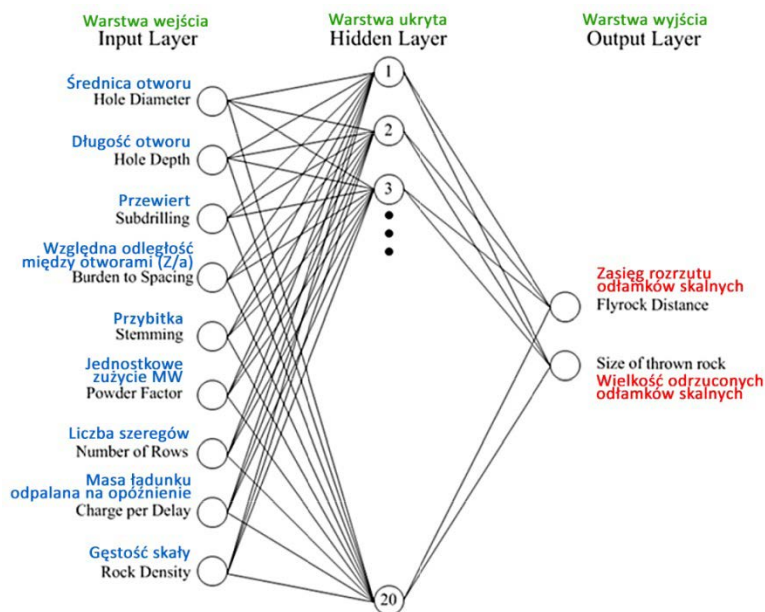 Warstwa wejścia
Input Layer
Warstwa ukryta
Hidden Layer
Warstwa wyjścia
Output Layer
Średnica otworu
Hole Diameter
Długość otworu
Hole Depth
Przewiert
Subdrilling
Względna odległość
między otworami (Z/a)
Burden to Spacing
Przybitka
Stemming
Jednostkowe
zużycie MW
Powder Factor
Liczba szeregów
Number of Rows
Masa ładunku
odpalana na opóźnienie
Charge per Delay
Gęstość skały
Rock Density
1
2
3
20
Zasięg rozrzutu
odłamków skalnych
Flyrock Distance
Size of thrown rock
Wielkość odrzuconych
odłamków skalnych